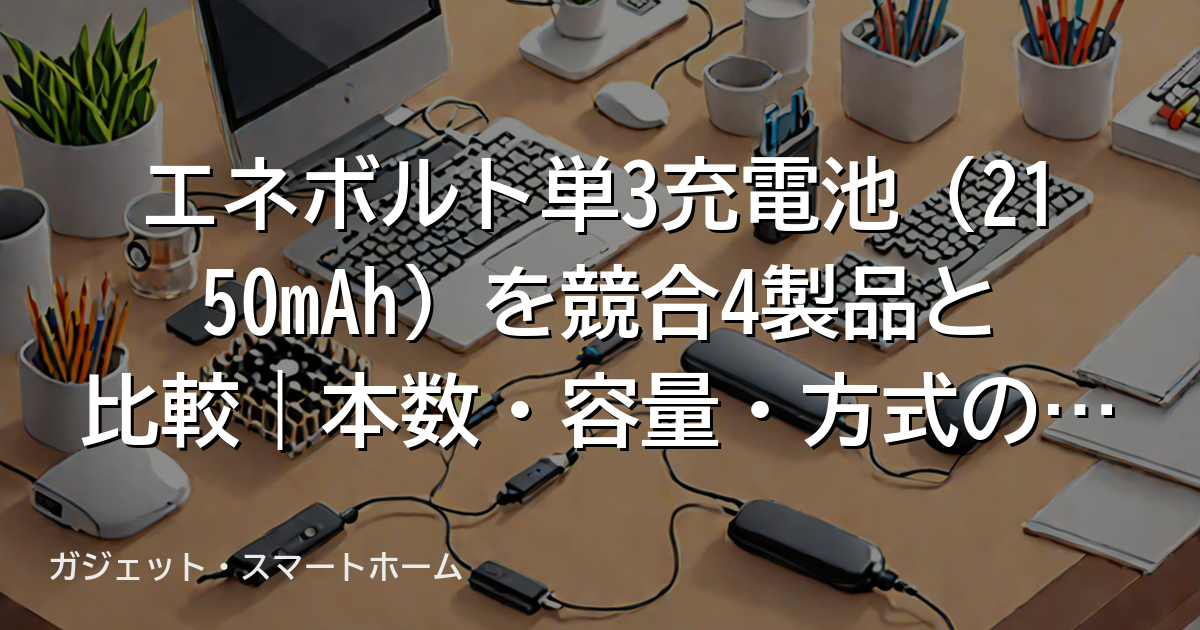 エネボルト単3充電池（21
50mAh）を競合4製品と
比較｜本数・容量・方式の…
ガジェット・スマートホーム